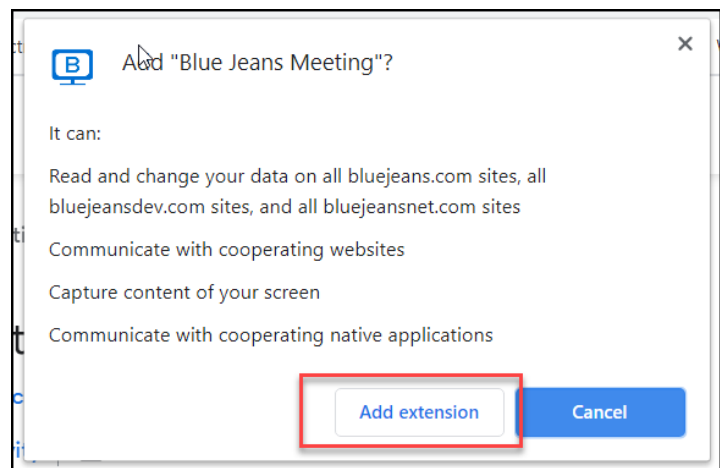 B
Add "Blue Jeans Meeting"?
It can:
Read and change your data on all bluejeans.com sites, all
bluejeansdev.com sites, and all bluejeansnet.com sites
Communicate with cooperating websites
Capture content of your screen
Communicate with cooperating native applications
Add extension Cancel